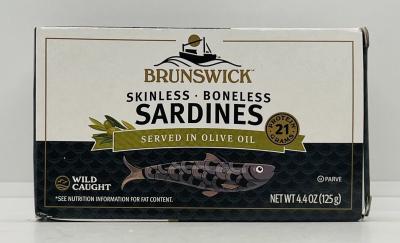 BRUNSWICK
SKINLESS · BONELESS
SARDINES
SERVED IN OLIVE OIL
PROTEIN
21
GRAMS
WILD
CAUGHT
PARVE
*SEE NUTRITION INFORMATION FOR FAT CONTENT.
NET WT 4.4 OZ (125g)